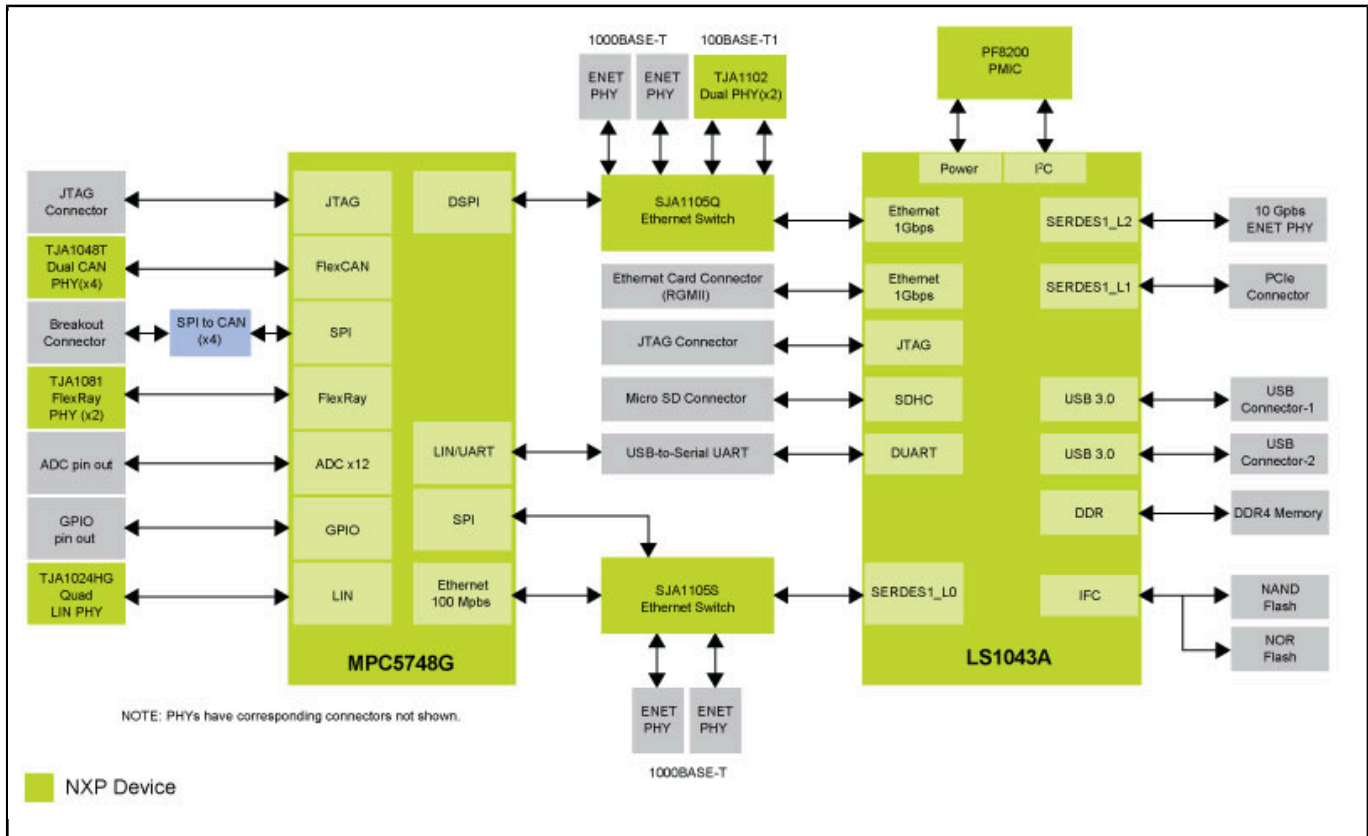 1000BASE-T
100BASE-T1
ENET
PHY
ENET
PHY
TJA1102
Dual PHY(x2)
PF8200
PMIC
JTAG
Connector
TJA1048T
Dual CAN
PHY(x4)
Breakout
Connector
SPI to CAN
(x4)
TJA1081
FlexRay
PHY (x2)
ADC pin out
GPIO
pin out
TJA1024HG
Quad
LIN PHY
JTAG
FlexCAN
SPI
FlexRay
ADC x12
GPIO
LIN
DSPI
LIN/UART
SPI
Ethernet
100 Mpbs
MPC5748G
SJA1105Q
Ethernet Switch
Ethernet Card Connector
(RGMII)
JTAG Connector
Micro SD Connector
USB-to-Serial UART
SJA1105S
Ethernet Switch
ENET
PHY
ENET
PHY
1000BASE-T
Power
I²C
Ethernet
1Gbps
Ethernet
1Gbps
JTAG
SDHC
DUART
SERDES1_L0
SERDES1_L2
SERDES1_L1
USB 3.0
USB 3.0
DDR
IFC
LS1043A
10 Gpbs
ENET PHY
PCIe
Connector
USB
Connector-1
USB
Connector-2
DDR4 Memory
NAND
Flash
NOR
Flash
NOTE: PHYs have corresponding connectors not shown.
NXP Device